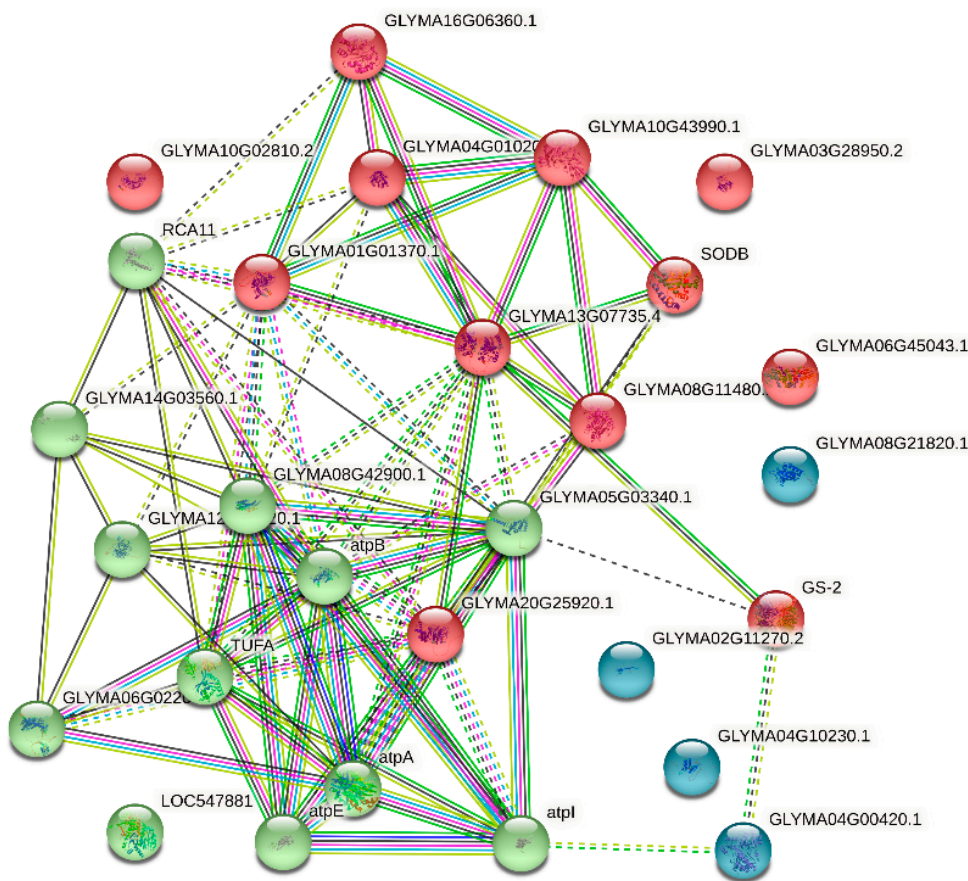 GLYMA16G06360.1
GLYMA10G43990.1
GLYMA10G02810.2
GLYMA04G0102
GLYMA03G28950.2
RCA11
GLYMA01G01370.1
SODB
GLYMA13G07735.4
GLYMA06G45043.1
GLYMA14G03560.1
GLYMA08G11480.
GLYMA08G21820.1
GLYMA08G42900.1
GLYMA05G03340.1
GLYMA12G 20.1
atpB
GS-2
GLYMA20G25920.1
GLYMA02G11270.2
TUFA
GLYMA06G022
GLYMA04G10230.1
atpA
LOC547881
atpE
atpI
GLYMA04G00420.1